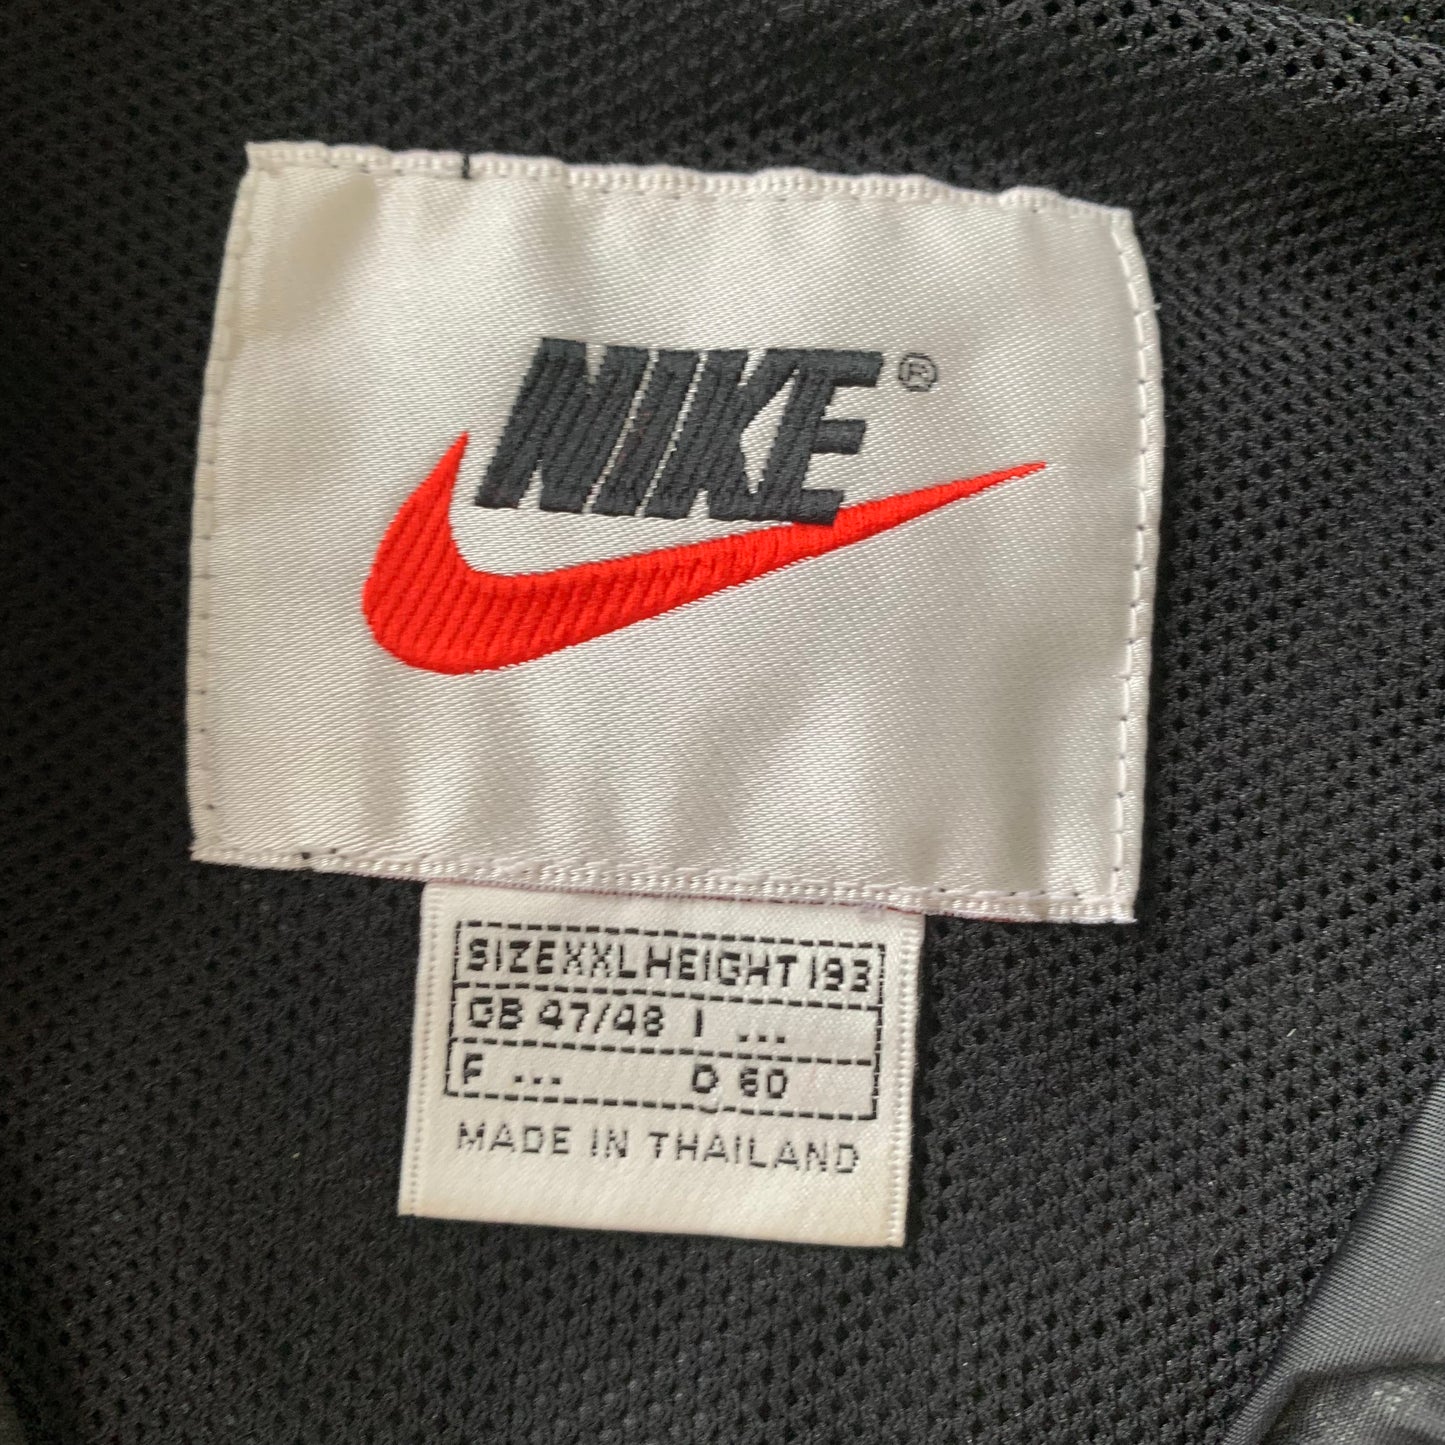 NIKE®
SIZE XXL HEIGHT 193
GB 47/48 I ...
F ... D 60
MADE IN THAILAND